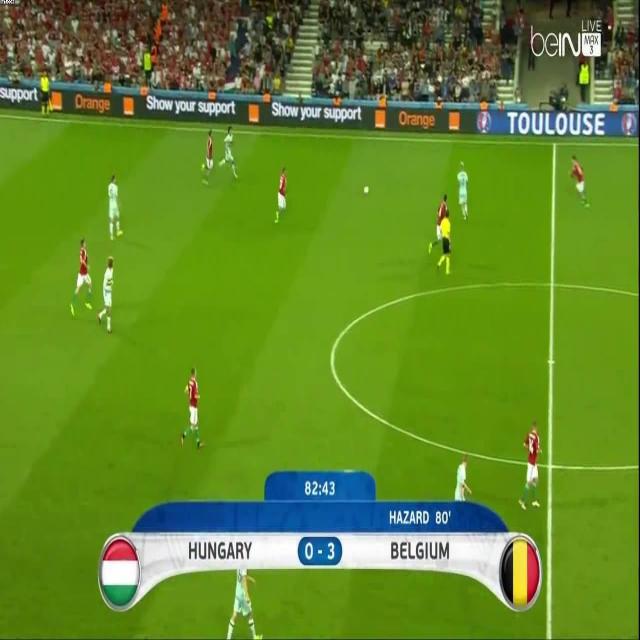 LIVE
beIN MAX
3
support Orange Show your support Show your support Orange TOULOUSE
82:43
HAZARD 80'
HUNGARY 0 - 3 BELGIUM